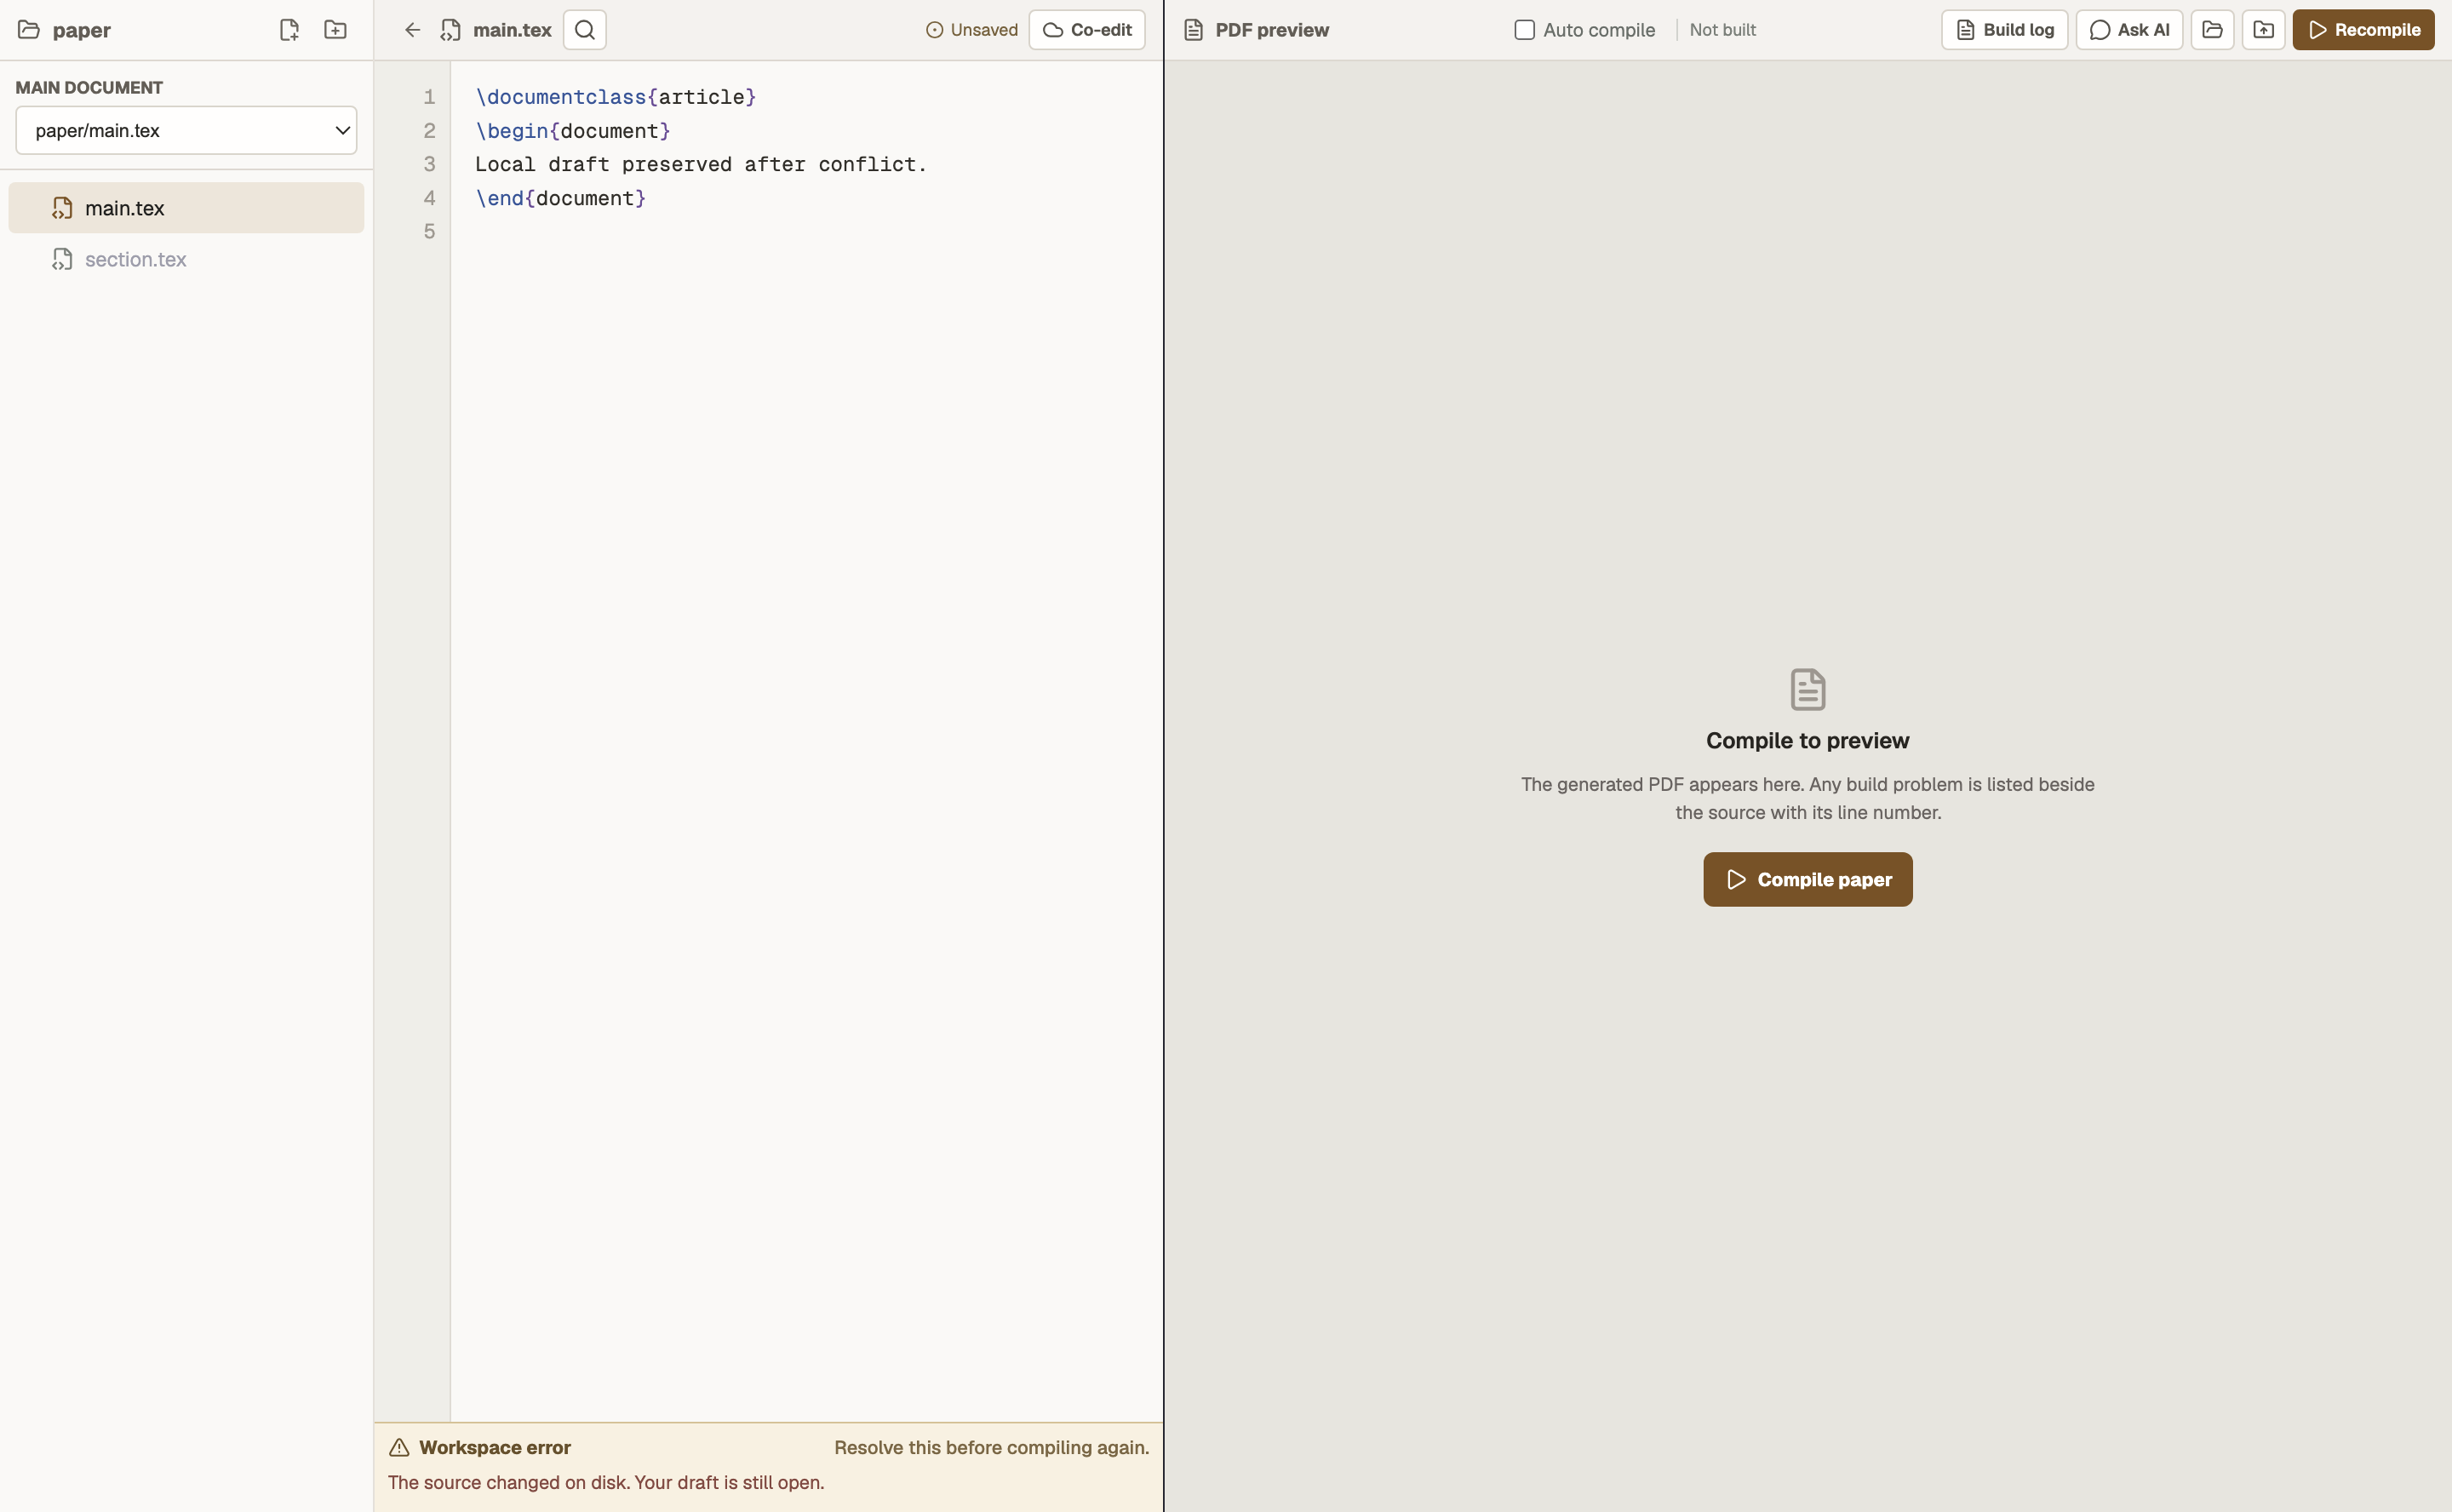 paper
MAIN DOCUMENT
paper/main.tex
main.tex
section.tex
main.tex
Unsaved
Co-edit
1 \documentclass{article}
2 \begin{document}
3 Local draft preserved after conflict.
4 \end{document}
5
Workspace error
Resolve this before compiling again.
The source changed on disk. Your draft is still open.
PDF preview
Auto compile
Not built
Build log
Ask AI
Recompile
Compile to preview
The generated PDF appears here. Any build problem is listed beside
the source with its line number.
Compile paper